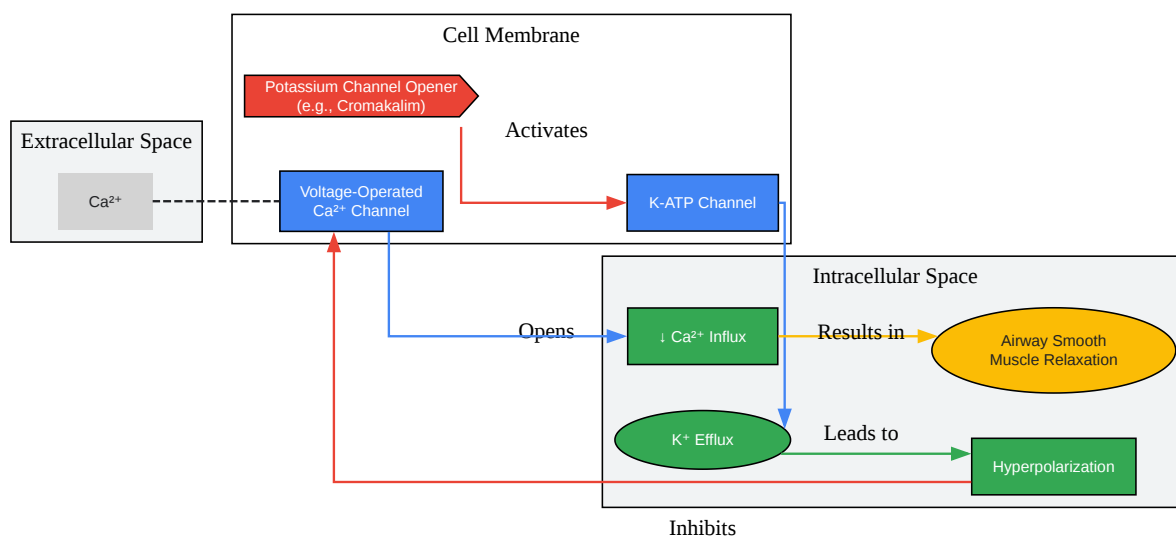 Cell Membrane
Potassium Channel Opener
(e.g., Cromakalim)
Activates
Extracellular Space
Ca²⁺
Voltage-Operated
Ca²⁺ Channel
K-ATP Channel
Intracellular Space
Opens
↓ Ca²⁺ Influx
Results in
Airway Smooth
Muscle Relaxation
K⁺ Efflux
Leads to
Hyperpolarization
Inhibits